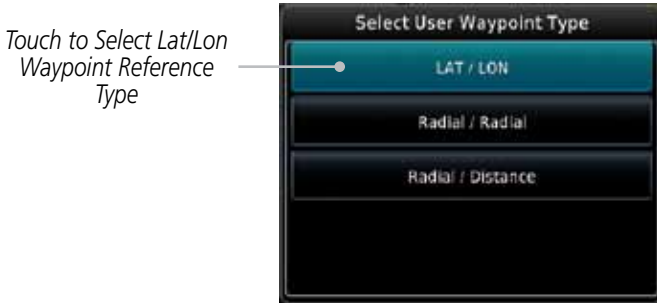 Touch to Select Lat/Lon
Waypoint Reference
Type
Select User Waypoint Type
LAT / LON
Radial / Radial
Radial / Distance